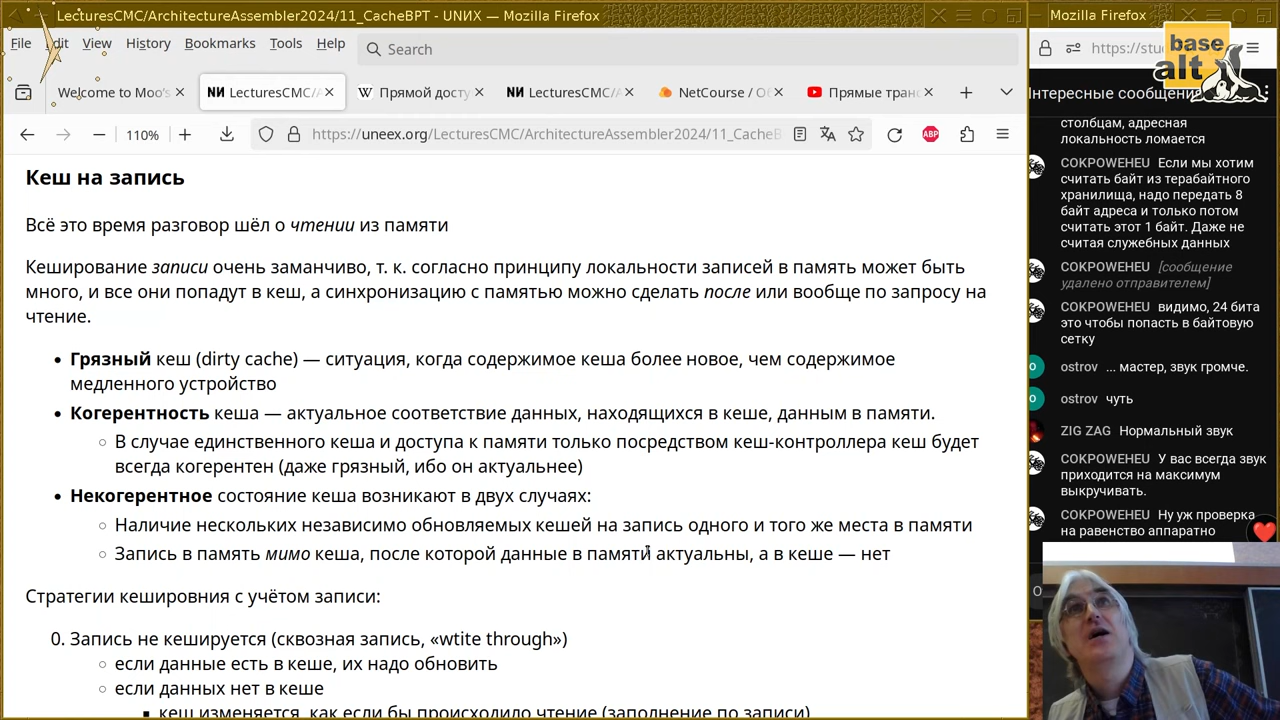 LecturesCMC/ArchitectureAssembler2024/11_CacheBPT - UNИX — Mozilla Firefox
File Edit View History Bookmarks Tools Help
Search
Welcome to Moo's
LecturesCMC/A
Прямой досту
LecturesCMC/A
NetCourse / О
Прямые тран
110%
https://uneex.org/LecturesCMC/ArchitectureAssembler2024/11_CacheB
ABP
Кеш на запись
Всё это время разговор шёл о чтении из памяти
Кеширование записи очень заманчиво, т. к. согласно принципу локальности записей в память может быть
много, и все они попадут в кеш, а синхронизацию с памятью можно сделать после или вообще по запросу на
чтение.
• Грязный кеш (dirty cache) — ситуация, когда содержимое кеша более новое, чем содержимое
медленного устройство
• Когерентность кеша — актуальное соответствие данных, находящихся в кеше, данным в памяти.
В случае единственного кеша и доступа к памяти только посредством кеш-контроллера кеш будет
всегда когерентен (даже грязный, ибо он актуальнее)
• Некогерентное состояние кеша возникают в двух случаях:
Наличие нескольких независимо обновляемых кешей на запись одного и того же места в памяти
Запись в память мимо кеша, после которой данные в памяти актуальны, а в кеше — нет
Стратегии кешировния с учётом записи:
0. Запись не кешируется (сквозная запись, «wtite through»)
если данные есть в кеше, их надо обновить
если данных нет в кеше
кеш изменяется, как если бы происходило чтение (заполнение по записи)
Mozilla Firefox
https://stu
base
alt
Интересные сообщени
столбцам, адресная
локальность ломается
COKPOWEHEU Если мы хотим
считать байт из терабайтного
хранилища, надо передать 8
байт адреса и только потом
считать этот 1 байт. Даже не
считая служебных данных
COKPOWEHEU [сообщение
удалено отправителем]
COKPOWEHEU видимо, 24 бита
это чтобы попасть в байтовую
сетку
ostrov ... мастер, звук громче.
ostrov чуть
ZIG ZAG Нормальный звук
COKPOWEHEU У вас всегда звук
приходится на максимум
выкручивать.
COKPOWEHEU Ну уж проверка
на равенство аппаратно